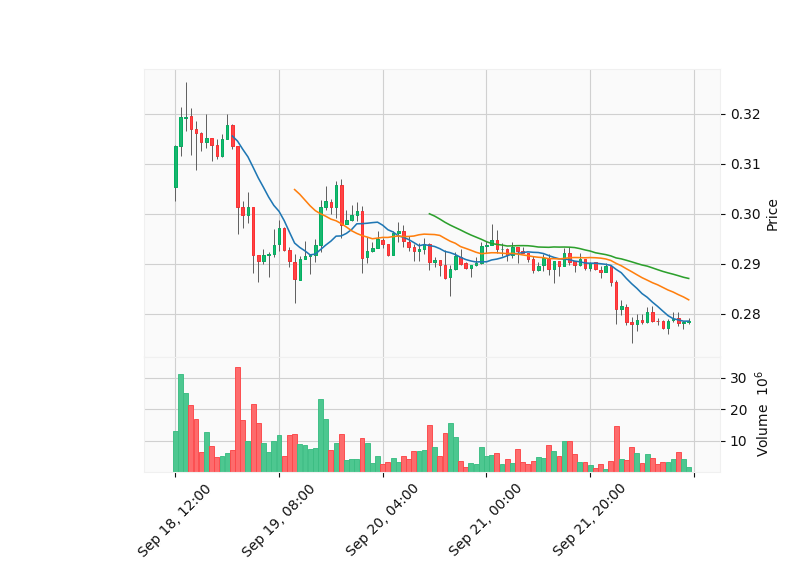 0.32
0.31
0.30
0.29
0.28
Price
30
20
10
Volume 10^6
Sep 18, 12:00
Sep 19, 08:00
Sep 20, 04:00
Sep 21, 00:00
Sep 21, 20:00